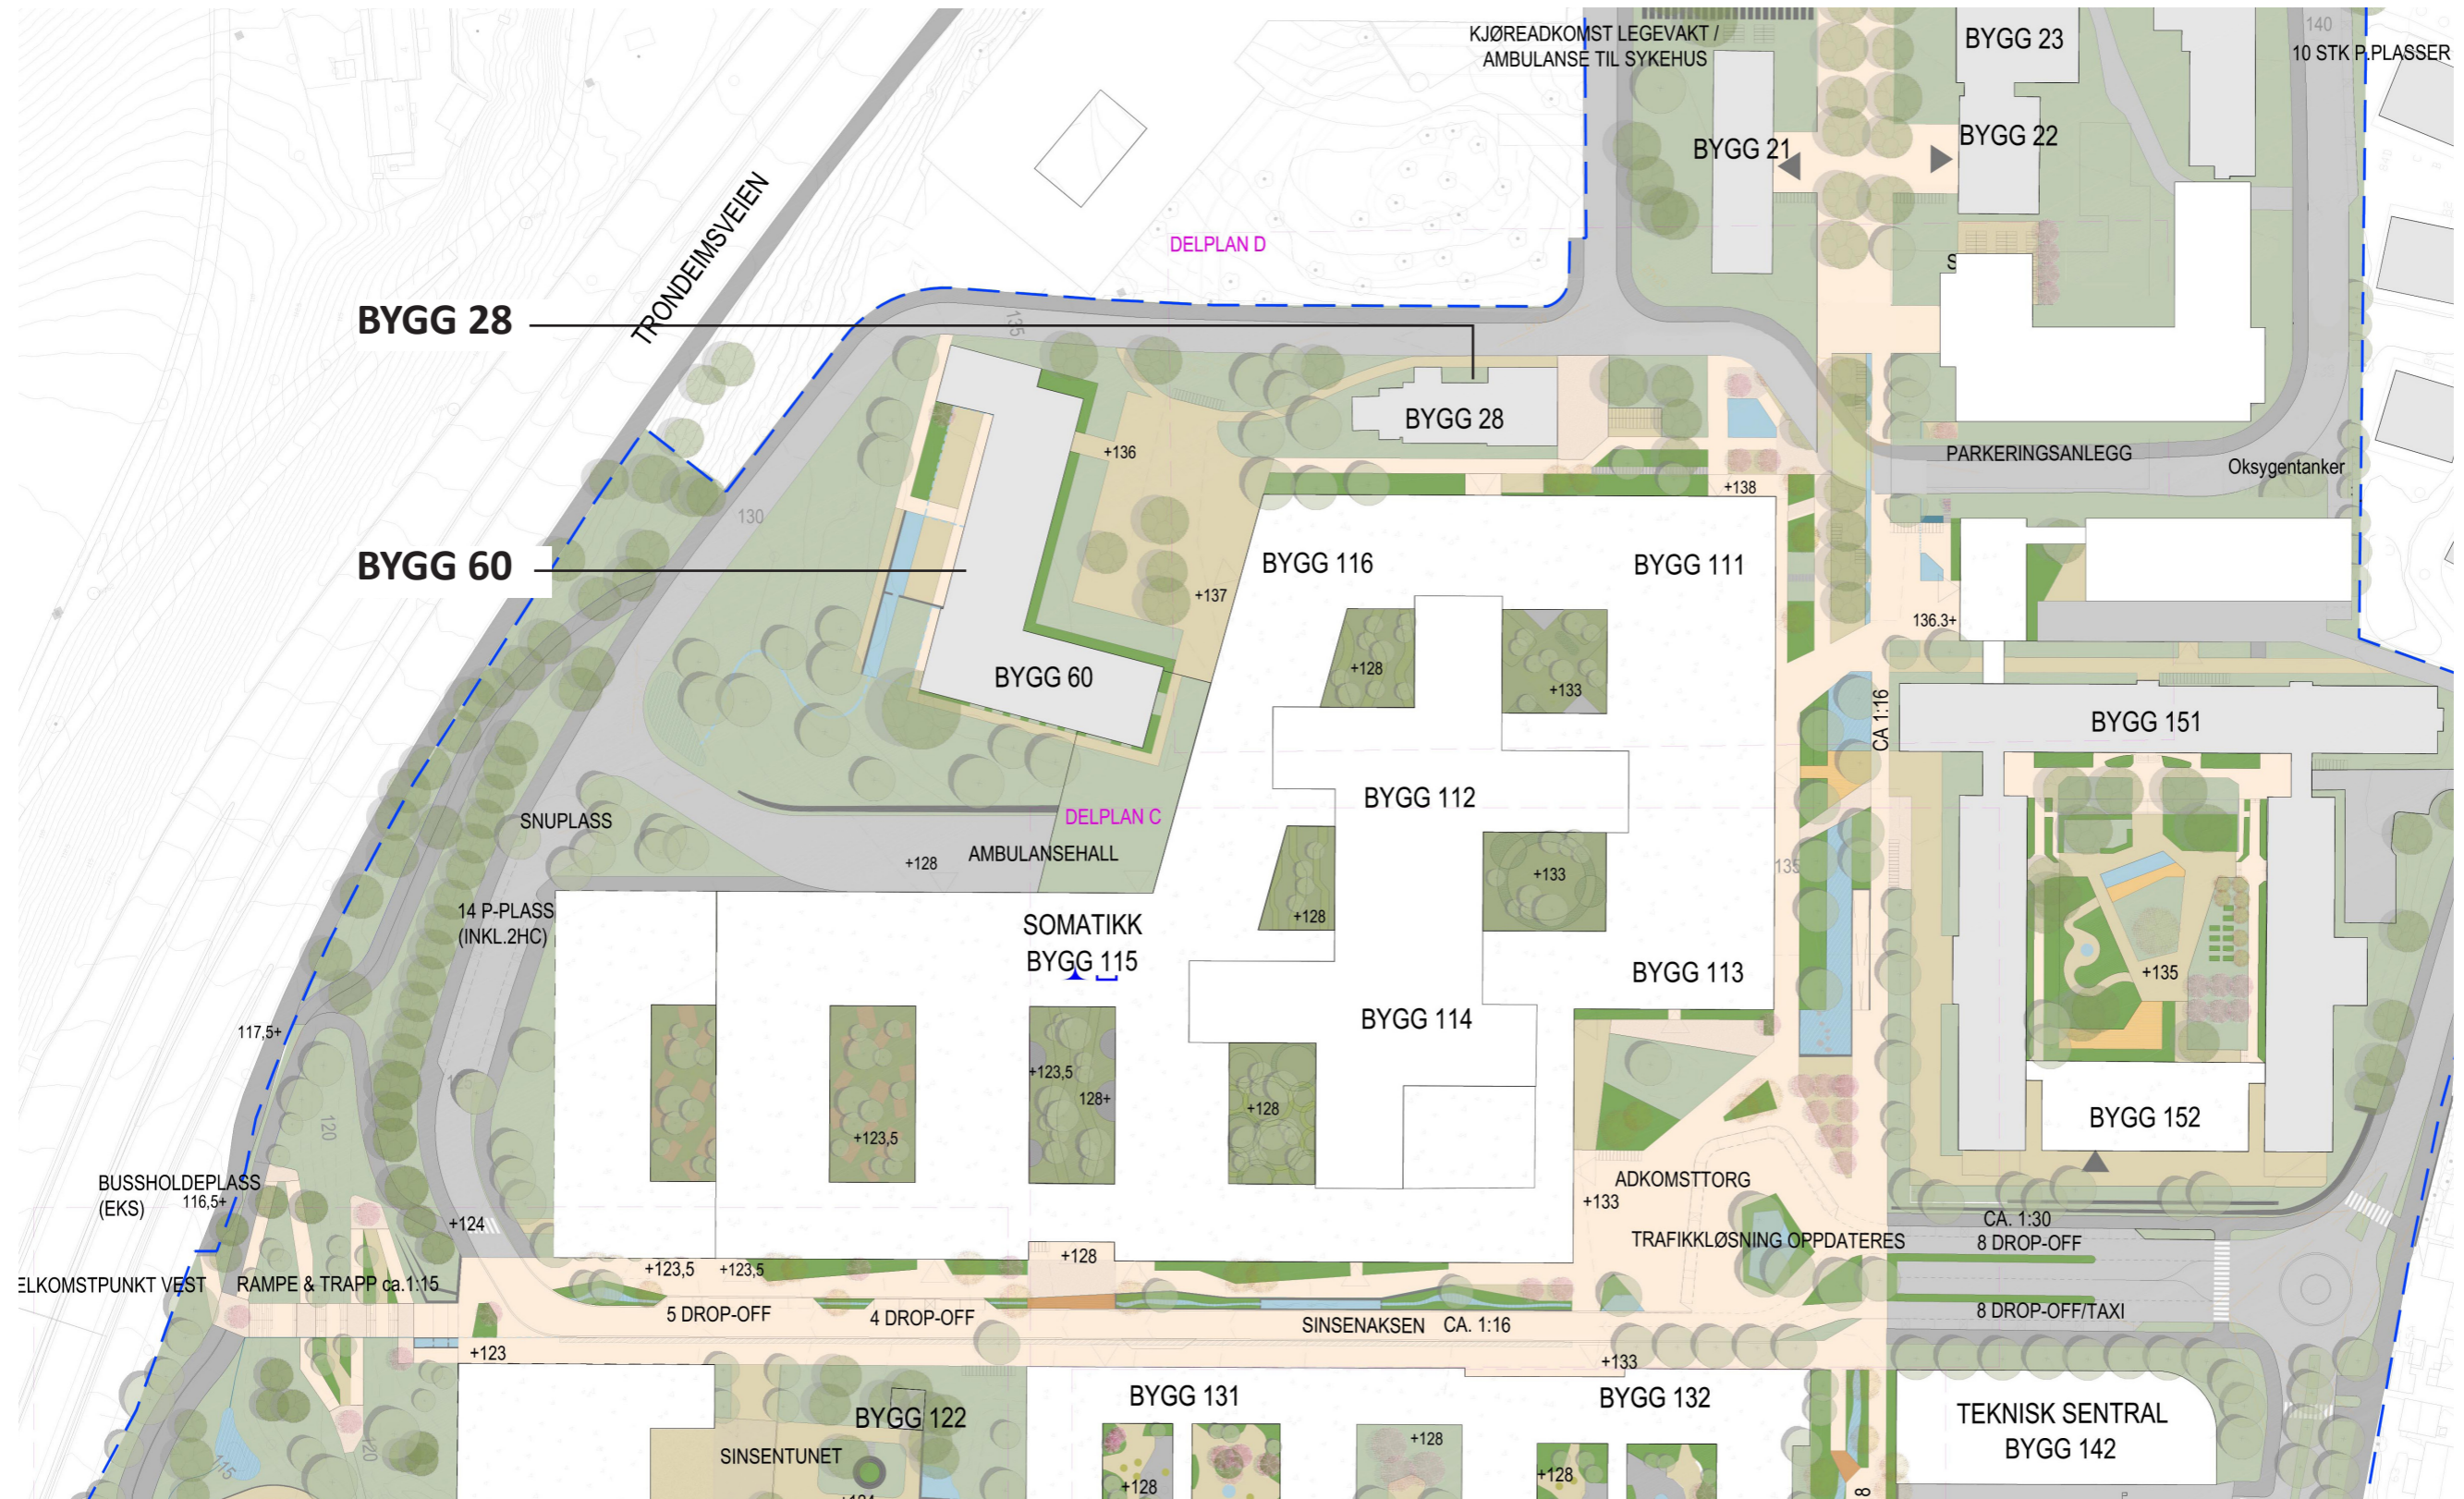 KJØREADKOMST LEGEVAKT /
AMBULANSE TIL SYKEHUS
BYGG 23
140
10 STK P.PLASSER
BYGG 21
BYGG 22
TRONDEIMSVEIEN
DELPLAN D
S
BYGG 28
135
BYGG 28
+136
PARKERINGSANLEGG
Oksygentanker
+138
130
BYGG 60
BYGG 116
BYGG 111
+137
136.3+
+128
+133
BYGG 60
CA 1:16
BYGG 151
BYGG 112
SNUPLASS
DELPLAN C
AMBULANSEHALL
+128
135
+133
14 P-PLASS
(INKL.2HC)
+128
SOMATIKK
BYGG 115
BYGG 113
+135
BYGG 114
117,5+
+123,5
128+
+128
120
+123,5
BYGG 152
BUSSHOLDEPLASS
(EKS)
116,5+
ADKOMSTTORG
+133
+124
CA. 1:30
8 DROP-OFF
TRAFIKKLØSNING OPPDATERES
+128
+123,5
+123,5
ELKOMSTPUNKT VEST
RAMPE & TRAPP ca.1:15
5 DROP-OFF
4 DROP-OFF
SINSENAKSEN
CA. 1:16
8 DROP-OFF/TAXI
+123
+133
BYGG 131
BYGG 132
BYGG 122
TEKNISK SENTRAL
BYGG 142
SINSENTUNET
+128
120
115
+128
+128
8